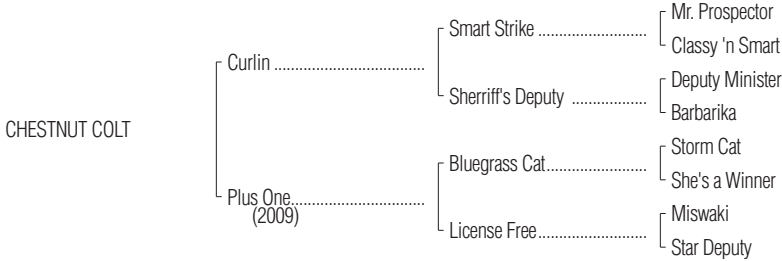 Mr. Prospector
Smart Strike ..........................
Classy 'n Smart
Curlin ....................................
Deputy Minister
Sherriff's Deputy ..................
Barbarika
CHESTNUT COLT
Storm Cat
Bluegrass Cat........................
She's a Winner
Plus One................................
(2009)
Miswaki
License Free..........................
Star Deputy